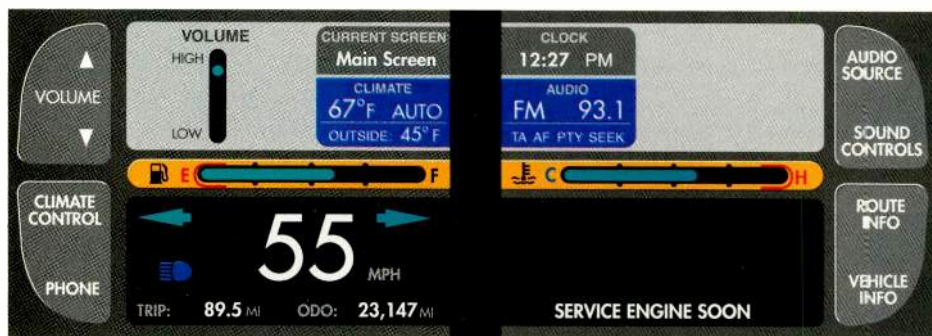 VOLUME
CLIMATE
CONTROL
PHONE
VOLUME
HIGH
LOW
CURRENT SCREEN
Main Screen
CLIMATE
67°F AUTO
OUTSIDE: 45°F
CLOCK
12:27 PM
AUDIO
FM 93.1
TA AF PTY SEEK
E F
C H
55 MPH
TRIP: 89.5 MI ODO: 23,147 MI
SERVICE ENGINE SOON
AUDIO
SOURCE
SOUND
CONTROLS
ROUTE
INFO
VEHICLE
INFO